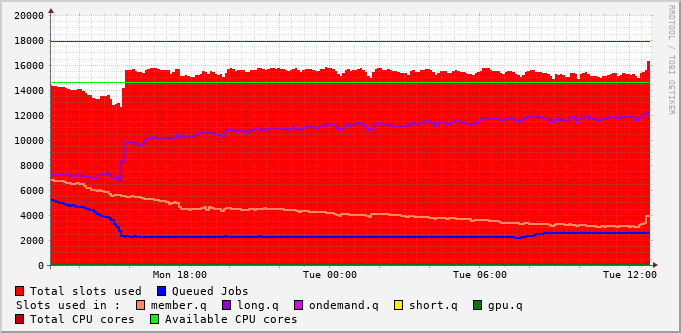 20000
18000
16000
14000
12000
10000
8000
6000
4000
2000
0
Mon 18:00 Tue 00:00 Tue 06:00 Tue 12:00
RRDTOOL / TOBI OETIKER
Total slots used Queued Jobs
Slots used in : member.q long.q ondemand.q short.q gpu.q
Total CPU cores Available CPU cores